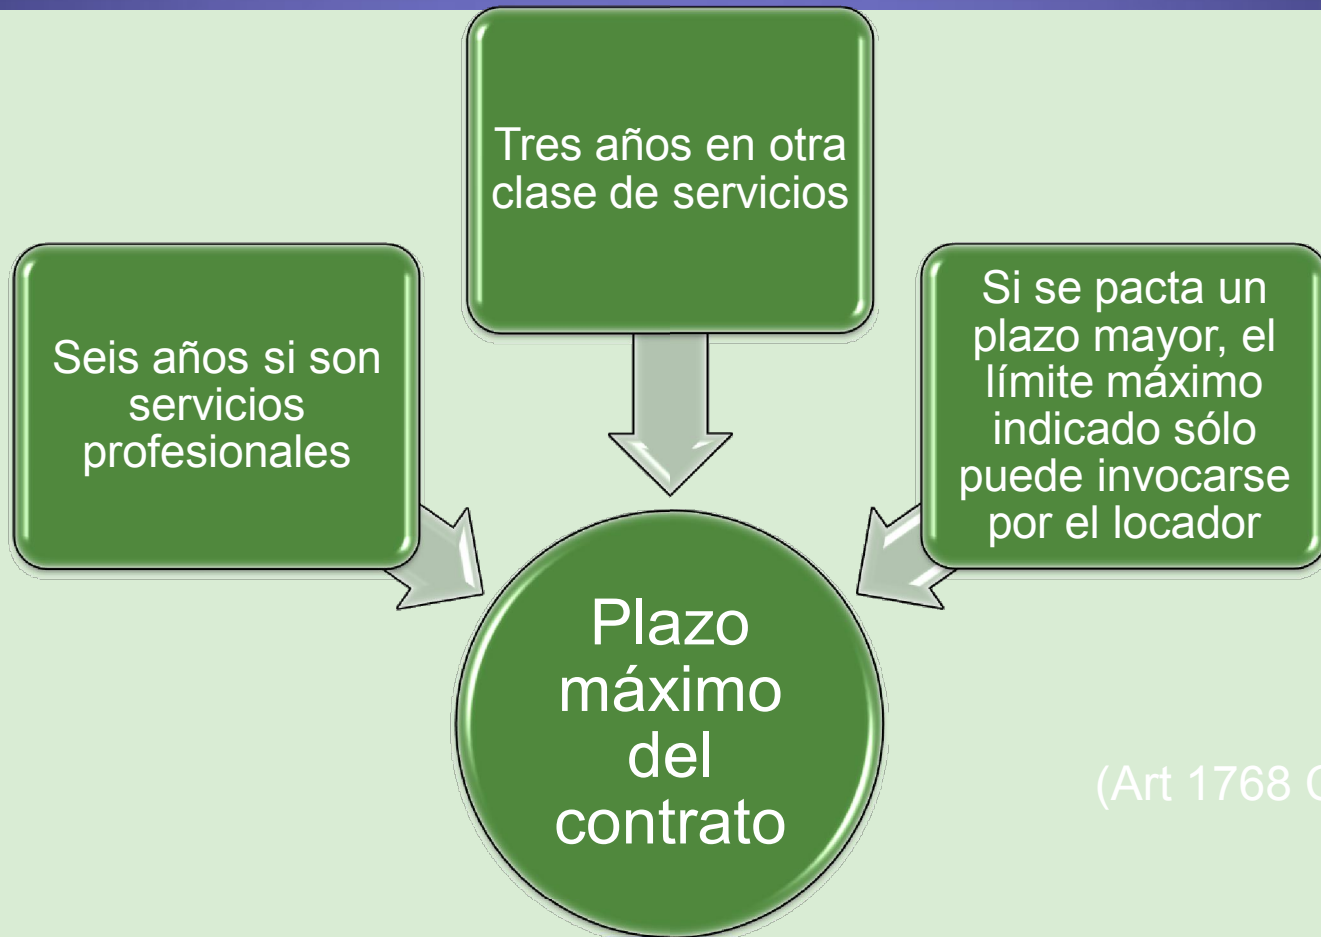 Tres años en otra
clase de servicios
Seis años si son
servicios
profesionales
Si se pacta un
plazo mayor, el
límite máximo
indicado sólo
puede invocarse
por el locador
Plazo
máximo
del
contrato
(Art 1768